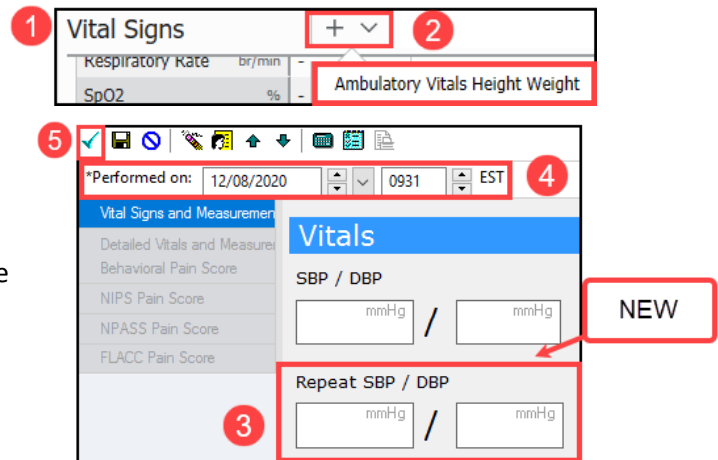 1 Vital Signs + 2
Respiratory Rate br/min -
SpO2 % - Ambulatory Vitals Height Weight
5
*Performed on: 12/08/2020 0931 EST 4
Vital Signs and Measuremen
Vitals
Detailed Vitals and Measure
Behavioral Pain Score
e
SBP / DBP
NIPS Pain Score
mmHg / mmHg
NEW
NPASS Pain Score
FLACC Pain Score
Repeat SBP / DBP
3 mmHg / mmHg